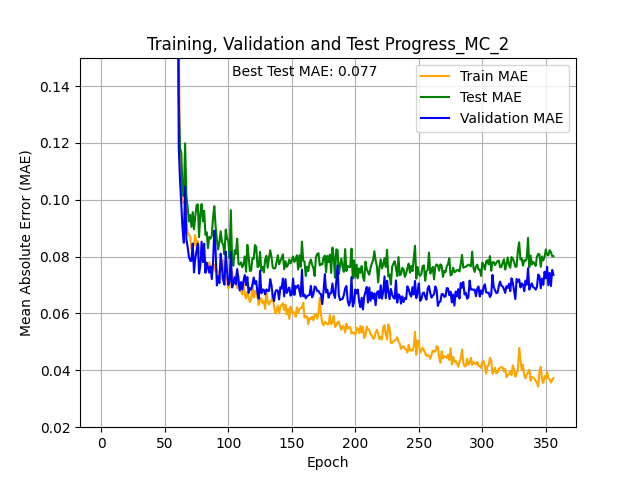 Training, Validation and Test Progress_MC_2
Best Test MAE: 0.077
Train MAE
Test MAE
Validation MAE
Mean Absolute Error (MAE)
0.14
0.12
0.10
0.08
0.06
0.04
0.02
0 50 100 150 200 250 300 350
Epoch